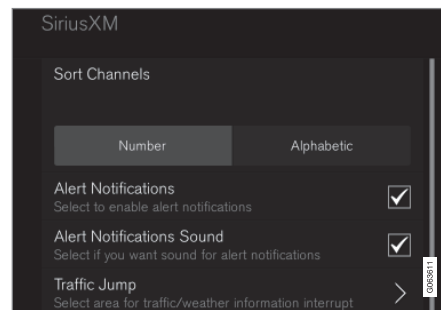 SiriusXM
Sort Channels
Number Alphabetic
Alert Notifications
Select to enable alert notifications
Alert Notifications Sound
Select if you want sound for alert notifications
Traffic Jump
Select area for traffic/weather information interrupt
G063611